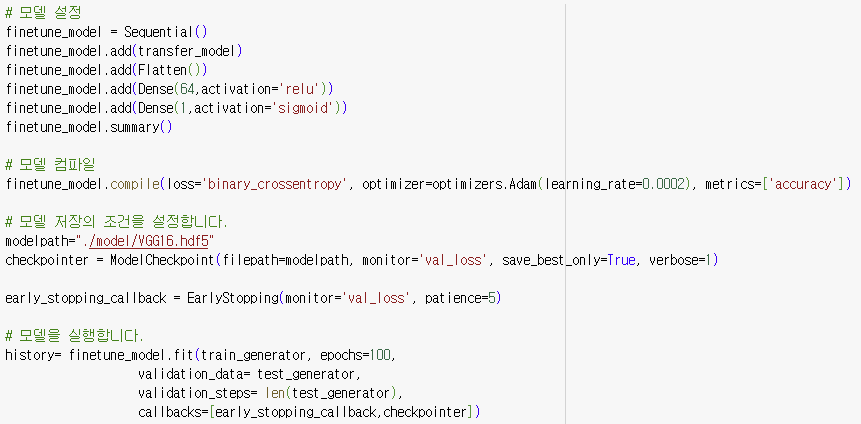 # 모델 설정
finetune_model = Sequential()
finetune_model.add(transfer_model)
finetune_model.add(Flatten())
finetune_model.add(Dense(64,activation='relu'))
finetune_model.add(Dense(1,activation='sigmoid'))
finetune_model.summary()
# 모델 컴파일
finetune_model.compile(loss='binary_crossentropy', optimizer=optimizers.Adam(learning_rate=0.0002), metrics=['accuracy'])
# 모델 저장의 조건을 설정합니다.
modelpath="./model/VGG16.hdf5"
checkpointer = ModelCheckpoint(filepath=modelpath, monitor='val_loss', save_best_only=True, verbose=1)
early_stopping_callback = EarlyStopping(monitor='val_loss', patience=5)
# 모델을 실행합니다.
history= finetune_model.fit(train_generator, epochs=100,
validation_data= test_generator,
validation_steps= len(test_generator),
callbacks=[early_stopping_callback,checkpointer])